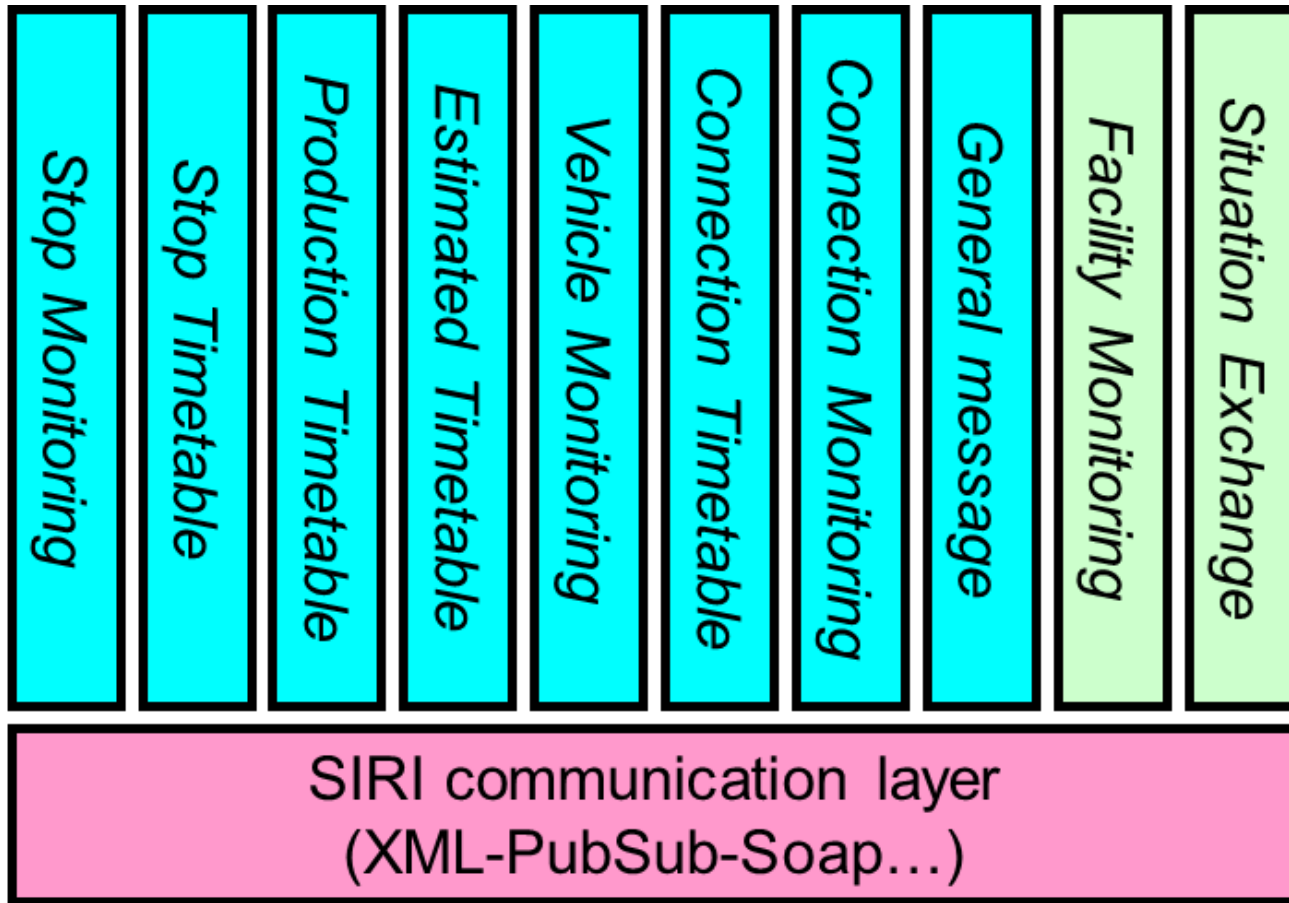 Stop Monitoring
Stop Timetable
Production Timetable
Estimated Timetable
Vehicle Monitoring
Connection Timetable
Connection Monitoring
General message
Facility Monitoring
Situation Exchange
SIRI communication layer
(XML-PubSub-Soap…)